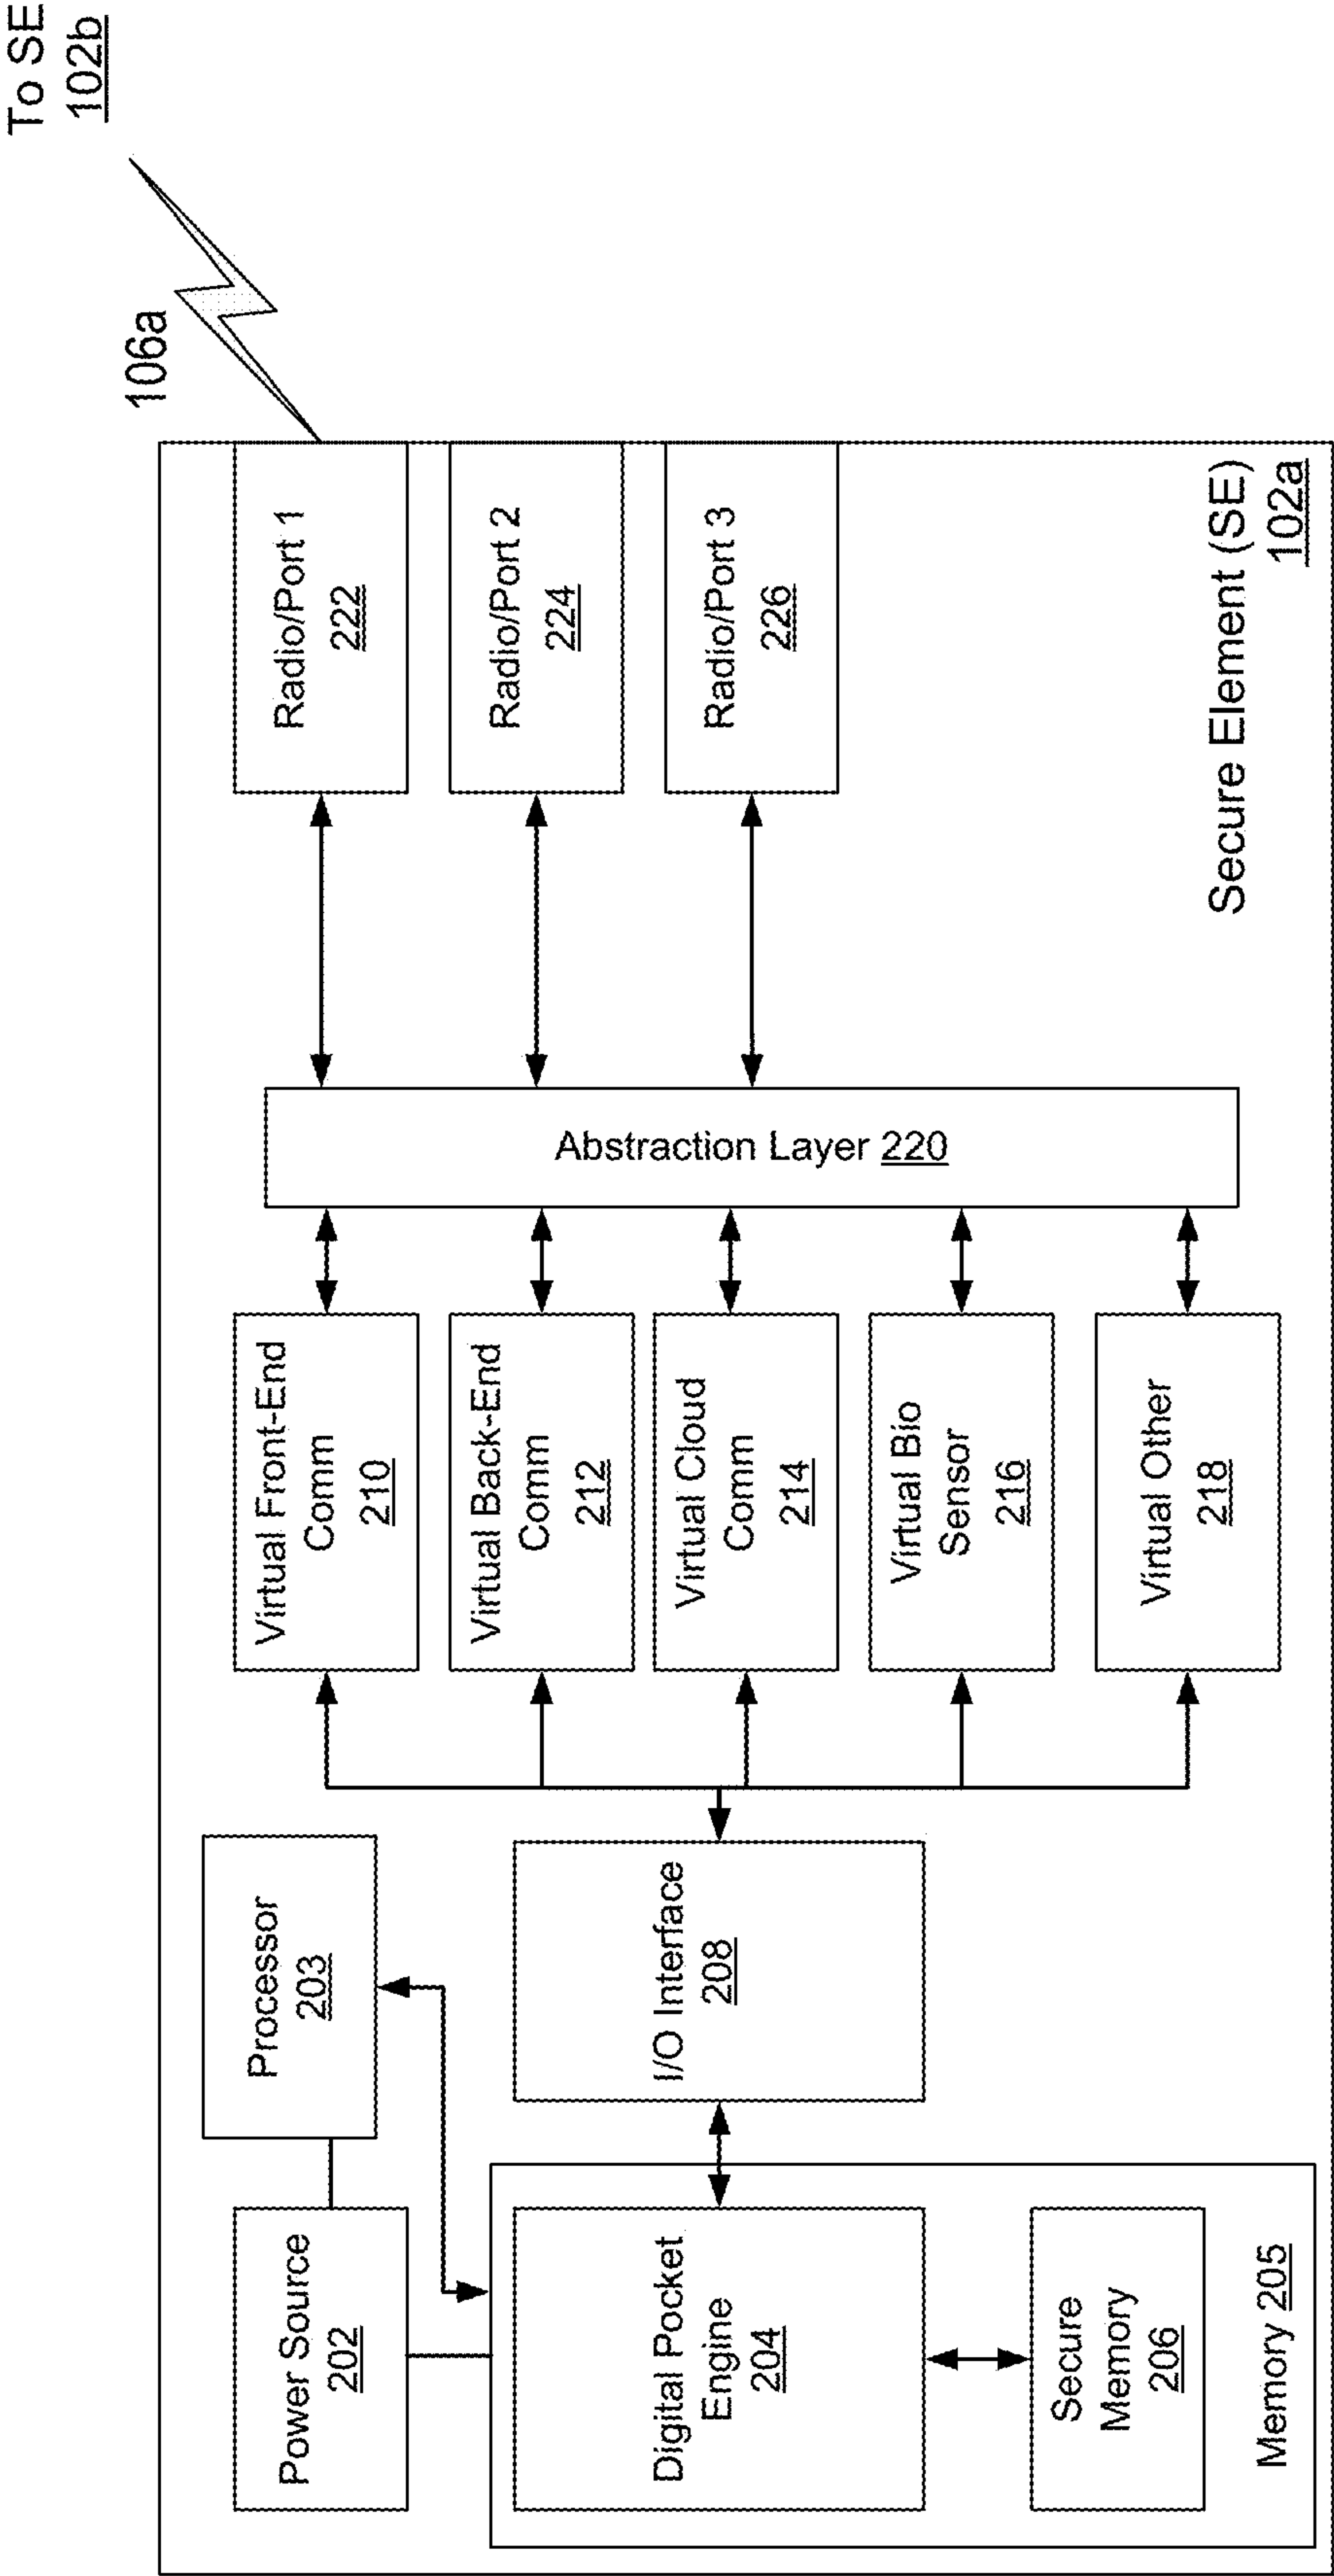 To SE
102b
106a
Power Source
202
Processor
203
Digital Pocket
Engine
204
Secure
Memory
206
Memory 205
I/O Interface
208
Virtual Front-End
Comm
210
Virtual Back-End
Comm
212
Virtual Cloud
Comm
214
Virtual Bio
Sensor
216
Virtual Other
218
Abstraction Layer 220
Radio/Port 1
222
Radio/Port 2
224
Radio/Port 3
226
Secure Element (SE)
102a